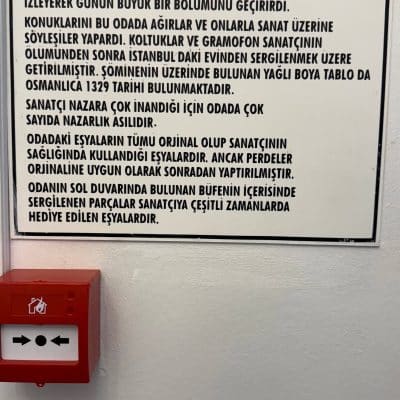 İZLEYEREK GÜNÜN BÜYÜK BİR BÖLÜMÜNÜ GEÇİRİRDİ.
KONUKLARINI BU ODADA AĞIRLAR VE ONLARLA SANAT ÜZERİNE
SÖYLEŞİLER YAPARDI. KOLTUKLAR VE GRAMOFON SANATÇININ
ÖLÜMÜNDEN SONRA İSTANBUL DAKİ EVİNDEN SERGİLENMEK ÜZERE
GETİRİLMİŞTİR. ŞÖMİNENİN ÜZERİNDE BULUNAN YAĞLI BOYA TABLO DA
OSMANLICA 1329 TARİHİ BULUNMAKTADIR.
SANATÇI NAZARA ÇOK İNANDIĞI İÇİN ODADA ÇOK
SAYIDA NAZARLIK ASILIDIR.
ODADAKİ EŞYALARIN TÜMÜ ORJİNAL OLUP SANATÇININ
SAĞLIĞINDA KULLANDIĞI EŞYALARDIR. ANCAK PERDELER
ORJİNALİNE UYGUN OLARAK SONRADAN YAPTIRILMIŞTIR.
ODANIN SOL DUVARINDA BULUNAN BÜFENİN İÇERİSİNDE
SERGİLENEN PARÇALAR SANATÇIYA ÇEŞİTLİ ZAMANLARDA
HEDİYE EDİLEN EŞYALARDIR.